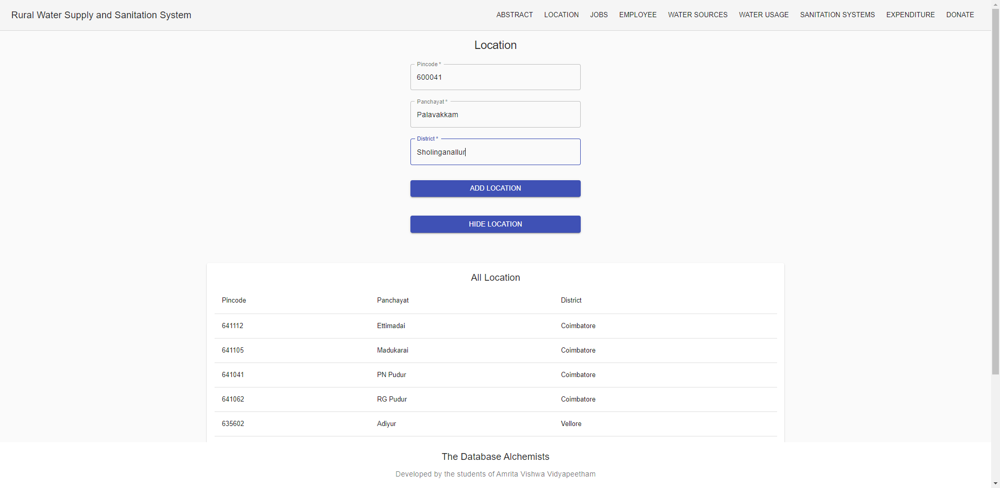 Rural Water Supply and Sanitation System
ABSTRACT LOCATION JOBS EMPLOYEE WATER SOURCES WATER USAGE SANITATION SYSTEMS EXPENDITURE DONATE
Location
Pincode *
600041
Panchayat *
Palavakkam
District *
Sholinganallur
ADD LOCATION
HIDE LOCATION
All Location
Pincode Panchayat District
641112 Ettimadai Coimbatore
641105 Madukarai Coimbatore
641041 PN Pudur Coimbatore
641062 RG Pudur Coimbatore
635602 Adiyur Vellore
The Database Alchemists
Developed by the students of Amrita Vishwa Vidyapeetham